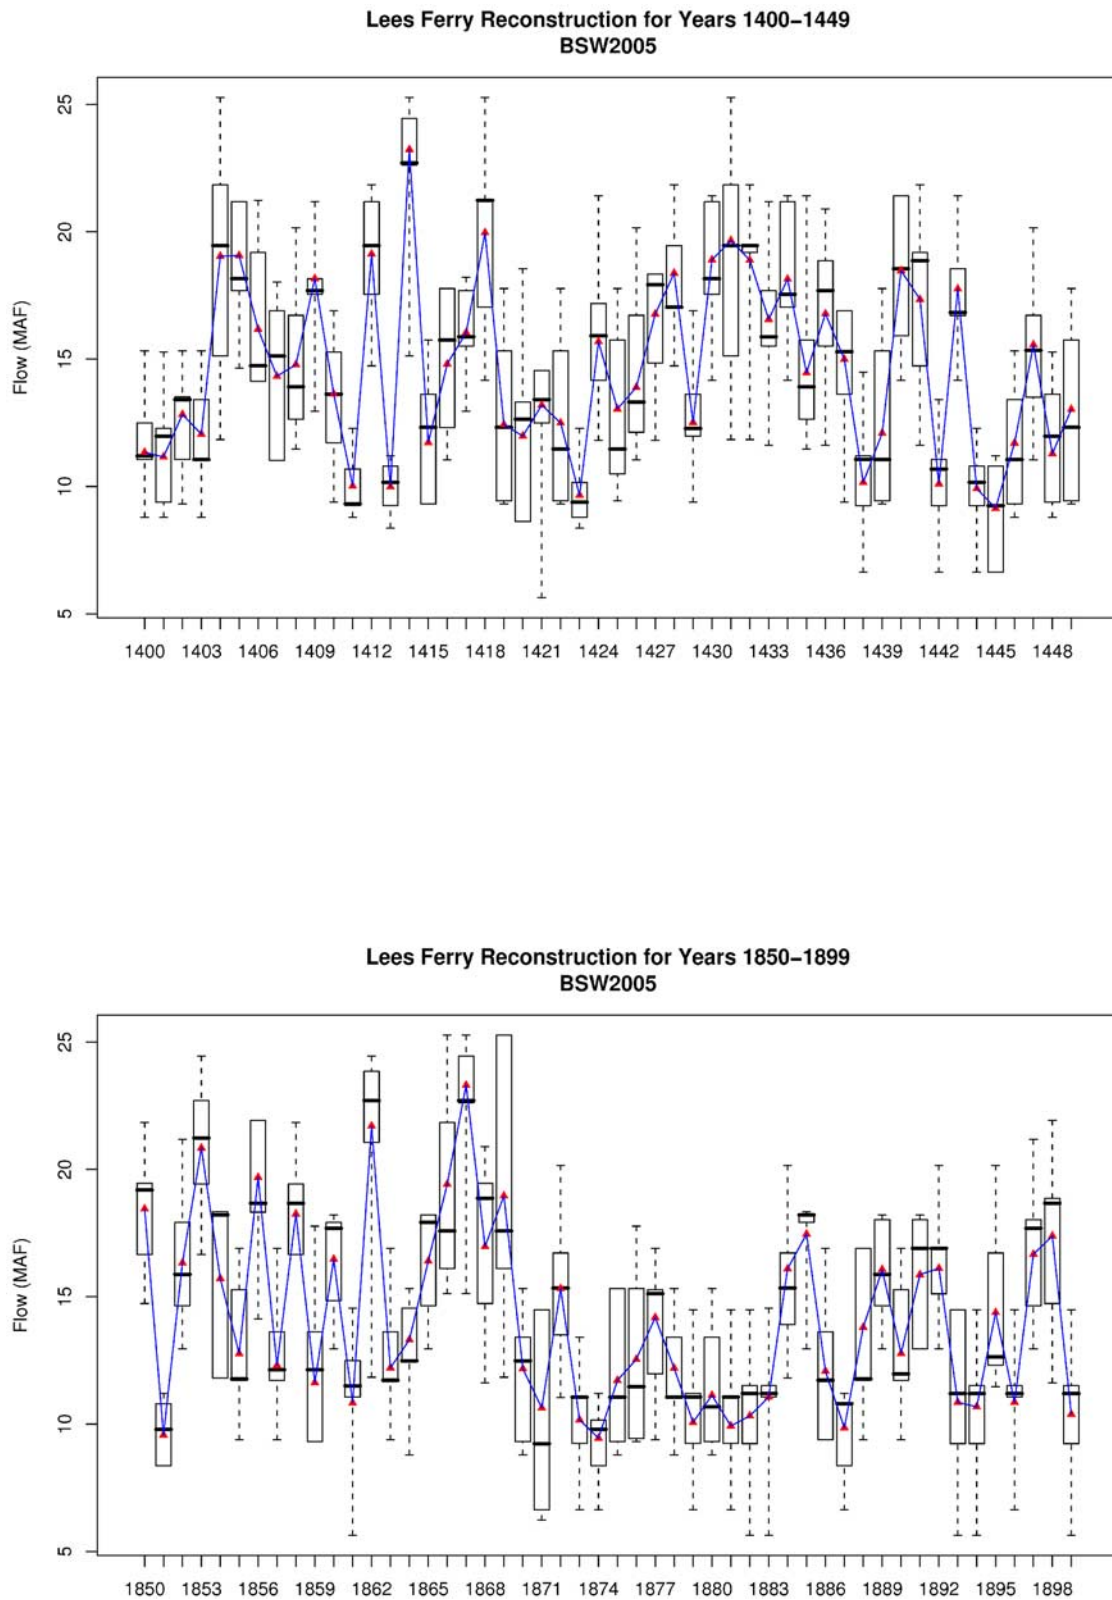 Lees Ferry Reconstruction for Years 1400−1449
BSW2005
Flow (MAF)
25
20
15
10
5
1400 1403 1406 1409 1412 1415 1418 1421 1424 1427 1430 1433 1436 1439 1442 1445 1448
Lees Ferry Reconstruction for Years 1850−1899
BSW2005
Flow (MAF)
25
20
15
10
5
1850 1853 1856 1859 1862 1865 1868 1871 1874 1877 1880 1883 1886 1889 1892 1895 1898